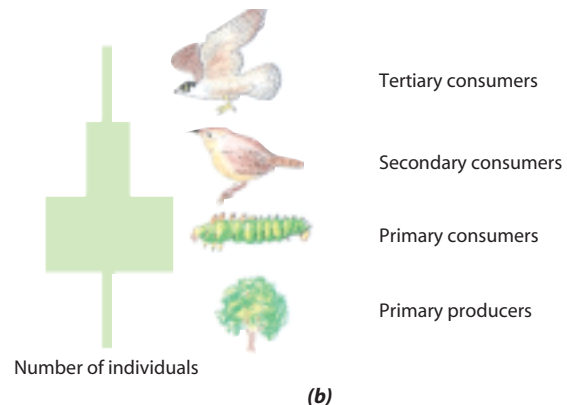 Tertiary consumers
Secondary consumers
Primary consumers
Primary producers
Number of individuals
(b)